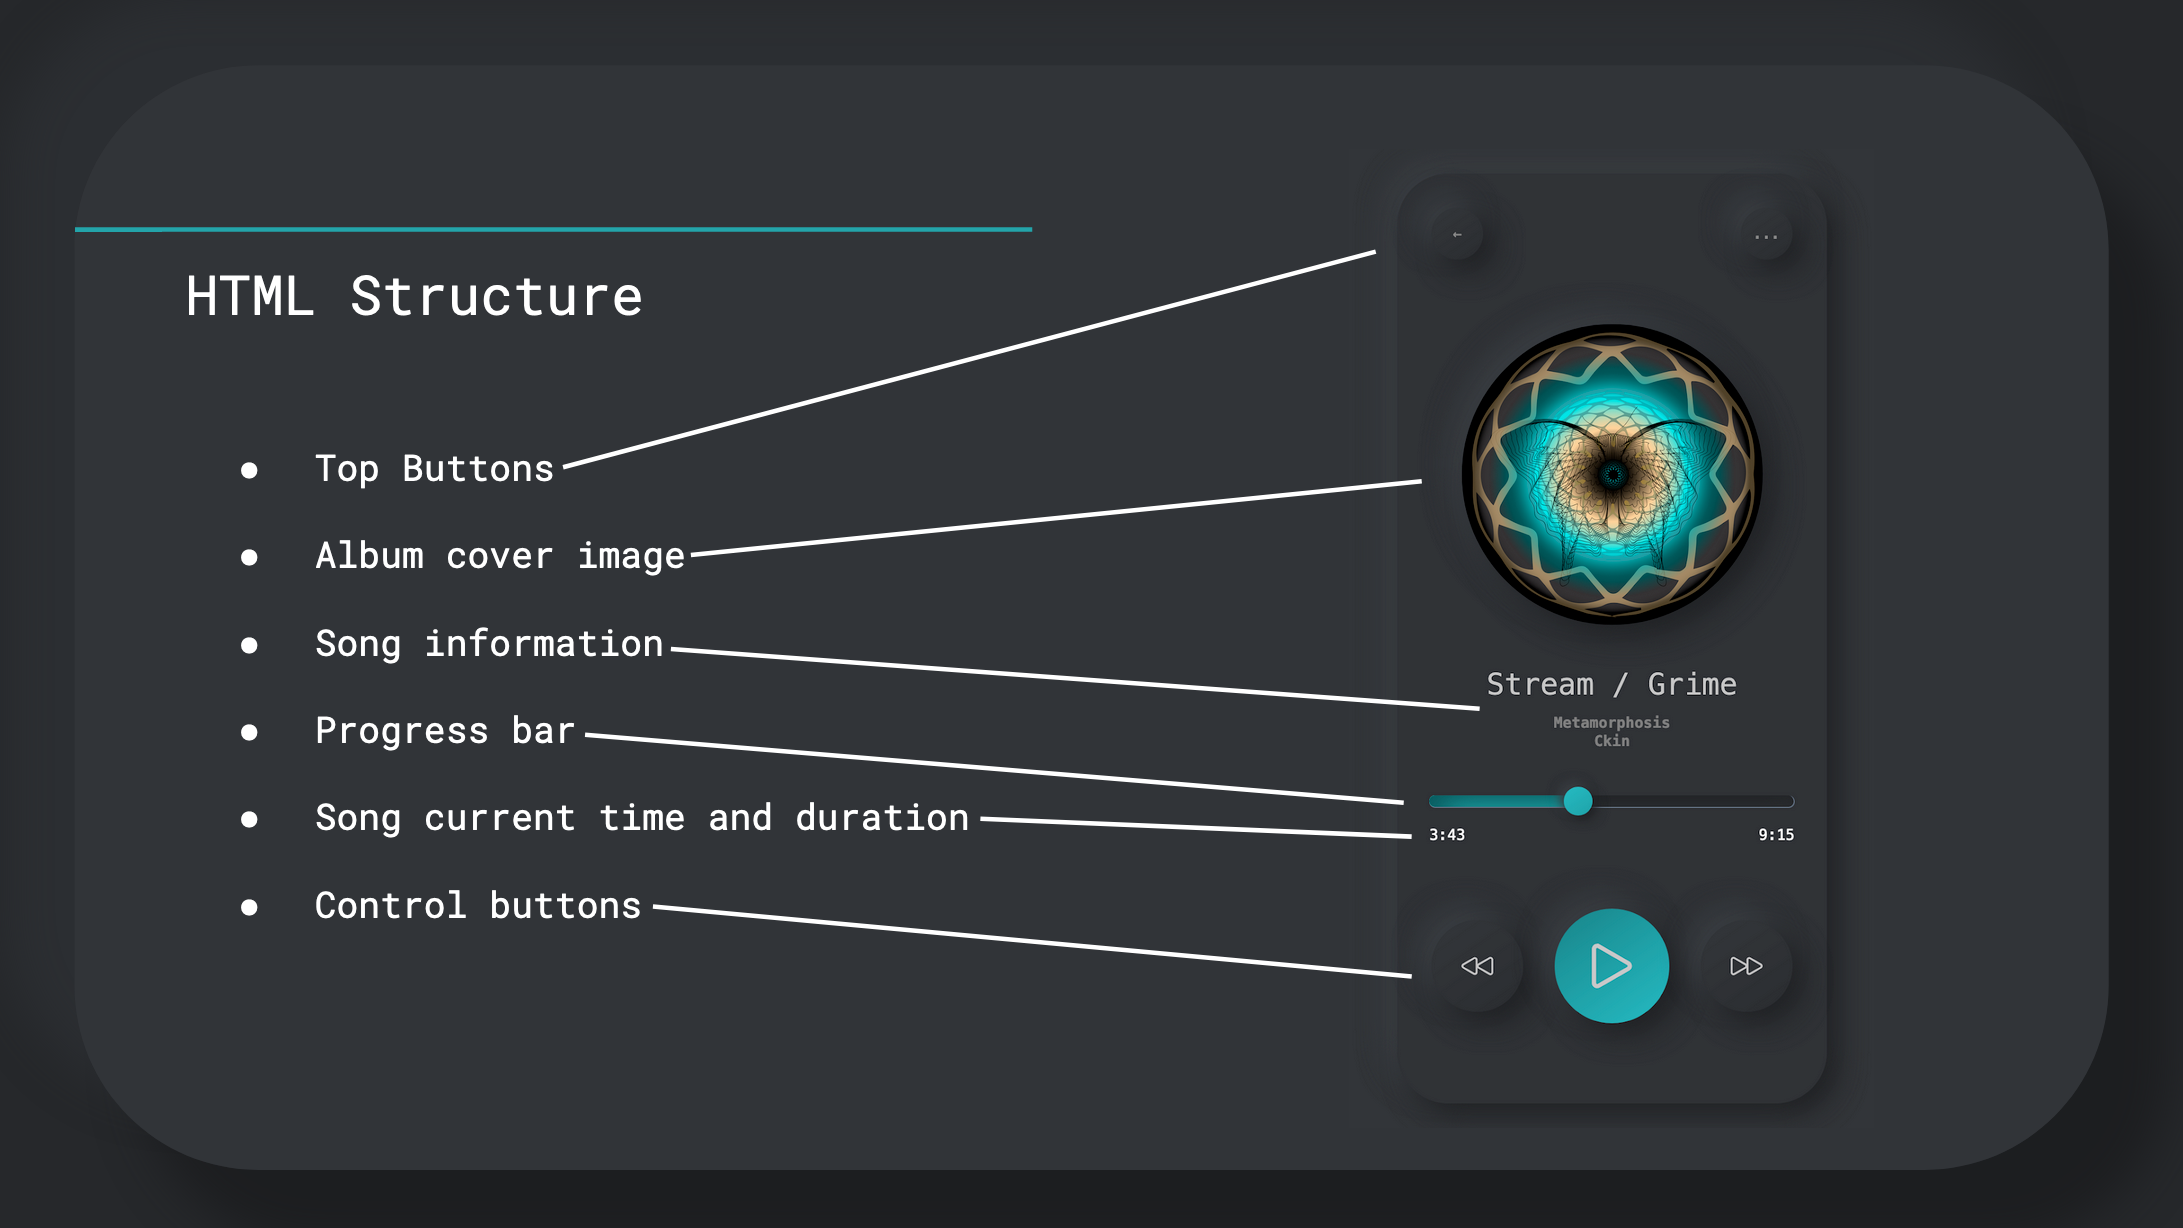 HTML Structure
● Top Buttons
● Album cover image
● Song information
● Progress bar
● Song current time and duration
● Control buttons
←
...
Stream / Grime
Metamorphosis
Ckin
3:43
9:15